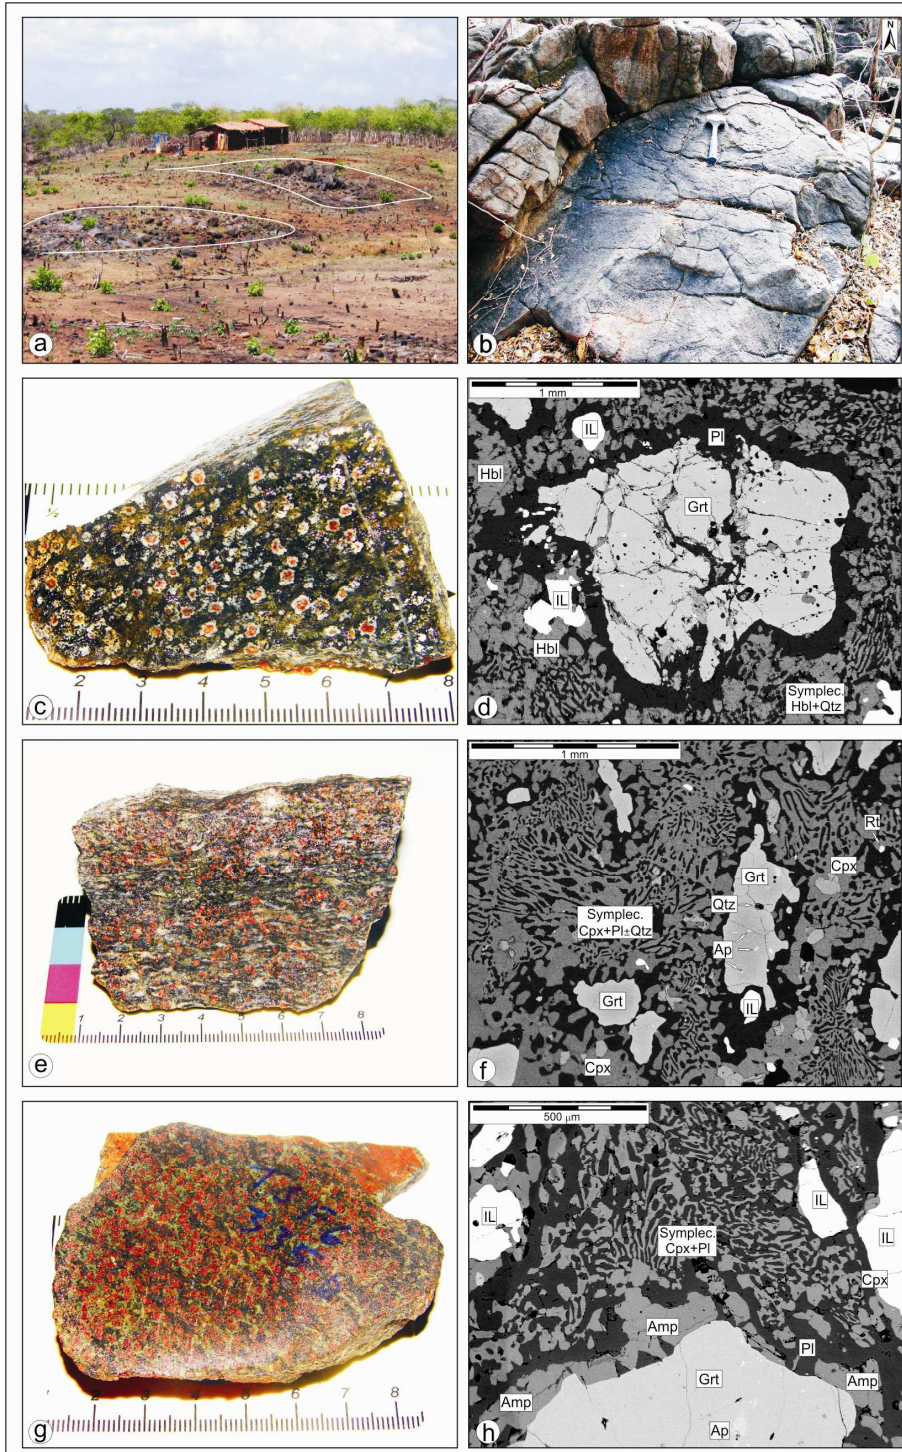 a
N
b
½
2 3 4 5 6 7 8
c
1 mm
IL
Pl
Hbl
Grt
IL
Hbl
Symplec.
Hbl+Qtz
d
1 2 3 4 5 6 7 8
e
1 mm
Rt
Grt
Cpx
Qtz
Symplec.
Cpx+Pl±Qtz
Ap
Grt
IL
Cpx
f
2 3 4 5 6 7 8
g
500 µm
IL
IL
IL
Symplec.
Cpx+Pl
Cpx
Amp
Pl
Grt
Amp
Amp
Ap
h